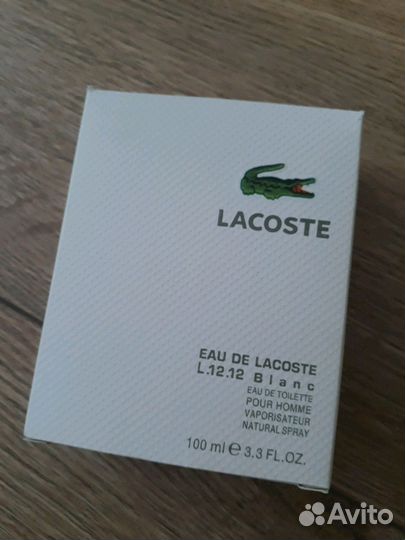 LACOSTE
EAU DE LACOSTE
L.12.12 Blanc
EAU DE TOILETTE
POUR HOMME
VAPORISATEUR
NATURAL SPRAY
100 ml e 3.3 FL.OZ.
Avito